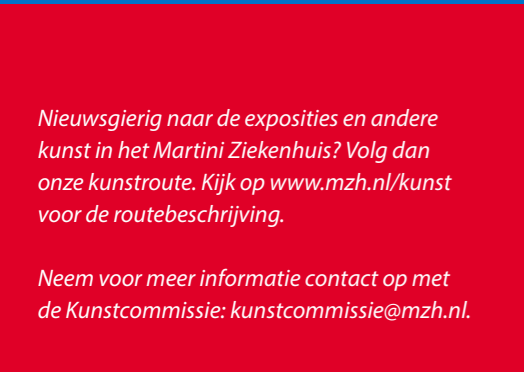 Nieuwsgierig naar de exposities en andere
kunst in het Martini Ziekenhuis? Volg dan
onze kunstroute. Kijk op www.mzh.nl/kunst
voor de routebeschrijving.
Neem voor meer informatie contact op met
de Kunstcommissie: kunstcommissie@mzh.nl.